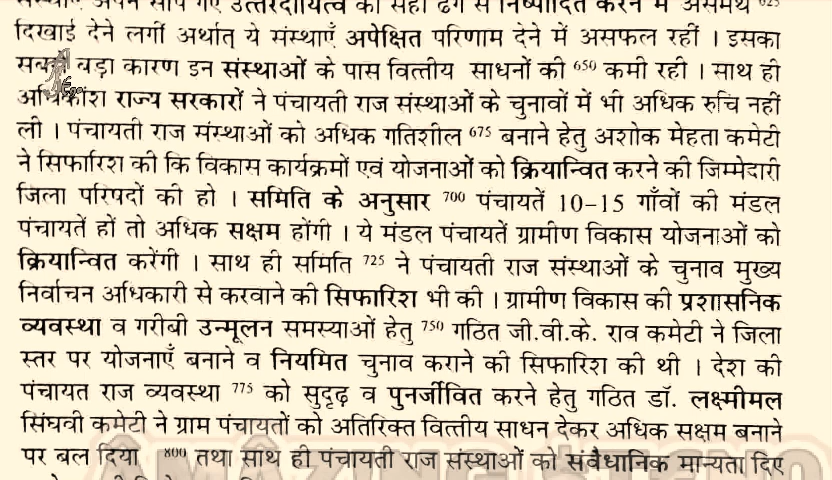 संस्थाएँ अपने सौंपे गए उत्तरदायित्व को सही ढंग से निष्पादित करने में असमर्थ 625
दिखाई देने लगीं अर्थात् ये संस्थाएँ अपेक्षित परिणाम देने में असफल रहीं । इसका
सबसे बड़ा कारण इन संस्थाओं के पास वित्तीय साधनों की 650 कमी रही । साथ ही
अधिकांश राज्य सरकारों ने पंचायती राज संस्थाओं के चुनावों में भी अधिक रुचि नहीं
ली । पंचायती राज संस्थाओं को अधिक गतिशील 675 बनाने हेतु अशोक मेहता कमेटी
ने सिफारिश की कि विकास कार्यक्रमों एवं योजनाओं को क्रियान्वित करने की जिम्मेदारी
जिला परिषदों की हो । समिति के अनुसार 700 पंचायतें 10–15 गाँवों की मंडल
पंचायतें हों तो अधिक सक्षम होंगी । ये मंडल पंचायतें ग्रामीण विकास योजनाओं को
क्रियान्वित करेंगी । साथ ही समिति 725 ने पंचायती राज संस्थाओं के चुनाव मुख्य
निर्वाचन अधिकारी से करवाने की सिफारिश भी की । ग्रामीण विकास की प्रशासनिक
व्यवस्था व गरीबी उन्मूलन समस्याओं हेतु 750 गठित जी.वी.के. राव कमेटी ने जिला
स्तर पर योजनाएँ बनाने व नियमित चुनाव कराने की सिफारिश की थी । देश की
पंचायत राज व्यवस्था 775 को सुदृढ़ व पुनर्जीवित करने हेतु गठित डॉ. लक्ष्मीमल
सिंघवी कमेटी ने ग्राम पंचायतों को अतिरिक्त वित्तीय साधन देकर अधिक सक्षम बनाने
पर बल दिया 800 तथा साथ ही पंचायती राज संस्थाओं को संवैधानिक मान्यता दिए
AMAZING STENO